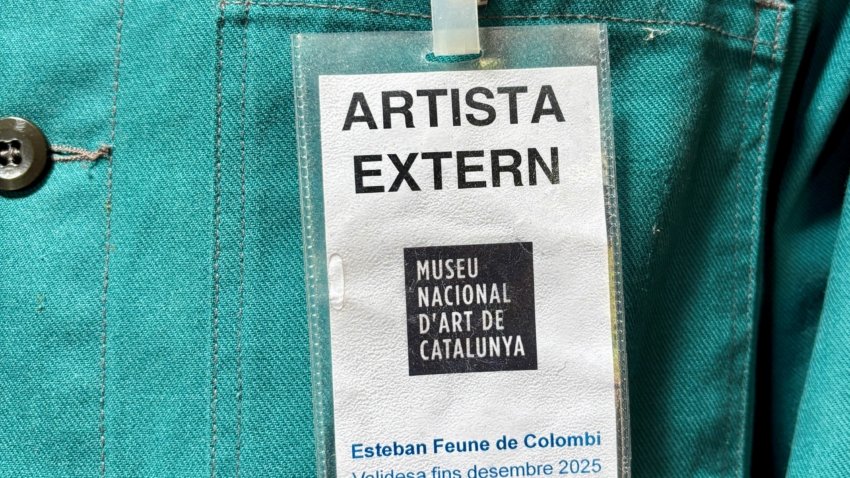 ARTISTA
EXTERN
MUSEU
NACIONAL
D'ART DE
CATALUNYA
Esteban Feune de Colombi
Validesa fins desembre 2025